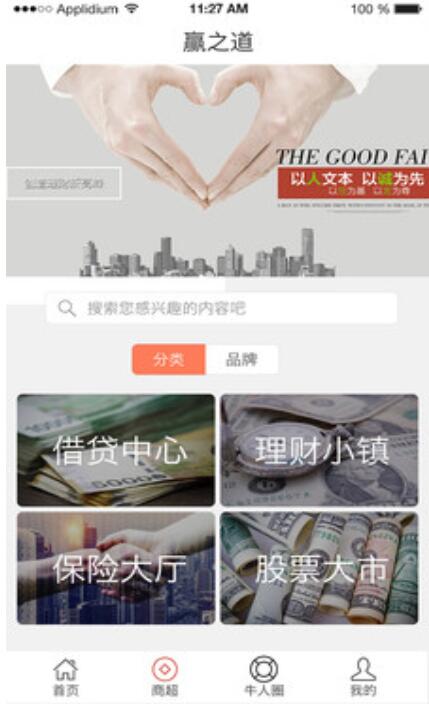 Applidium
11:27 AM
100 %
赢之道
THE GOOD FAI
以人文本 以诚为先
搜索您感兴趣的内容吧
分类
品牌
借贷中心
理财小镇
保险大厅
股票大市
首页
商超
牛人圈
我的